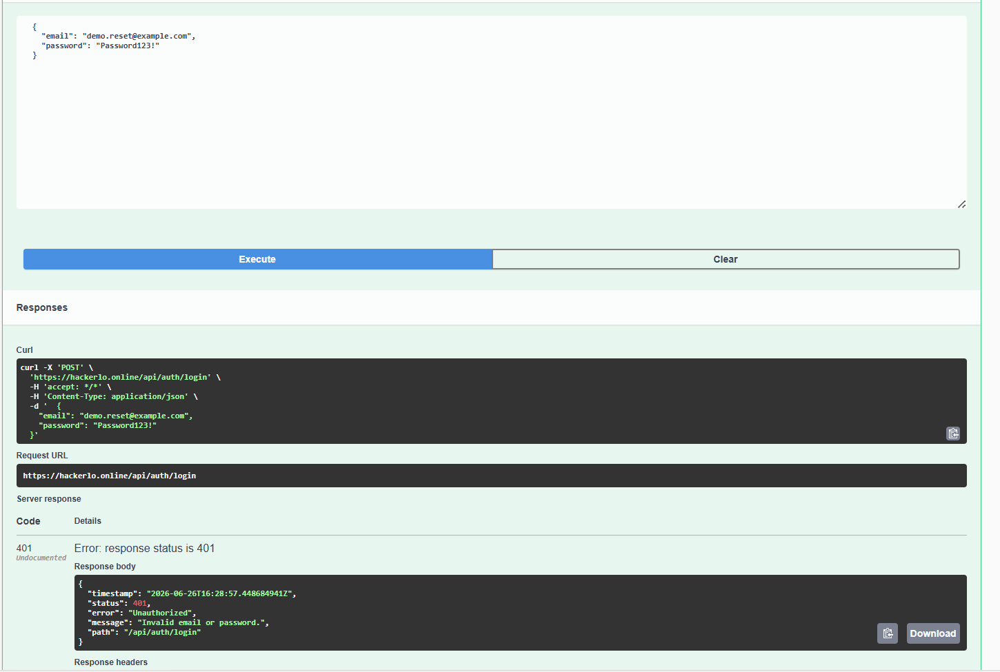 {
  "email": "demo.reset@example.com",
  "password": "Password123!"
}
Execute
Clear
Responses
Curl
curl -X 'POST' \
  'https://hackerlo.online/api/auth/login' \
  -H 'accept: */*' \
  -H 'Content-Type: application/json' \
  -d '  {
    "email": "demo.reset@example.com",
    "password": "Password123!"
  }'
Request URL
https://hackerlo.online/api/auth/login
Server response
Code Details
401 Error: response status is 401
Undocumented
Response body
{
  "timestamp": "2026-06-26T16:28:57.448684941Z",
  "status": 401,
  "error": "Unauthorized",
  "message": "Invalid email or password.",
  "path": "/api/auth/login"
}
Download
Response headers